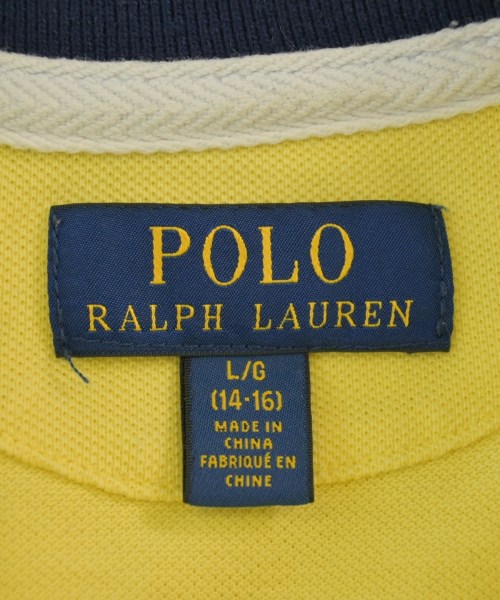 POLO
RALPH LAUREN
L/G
(14-16)
MADE IN
CHINA
FABRIQUÉ EN
CHINE